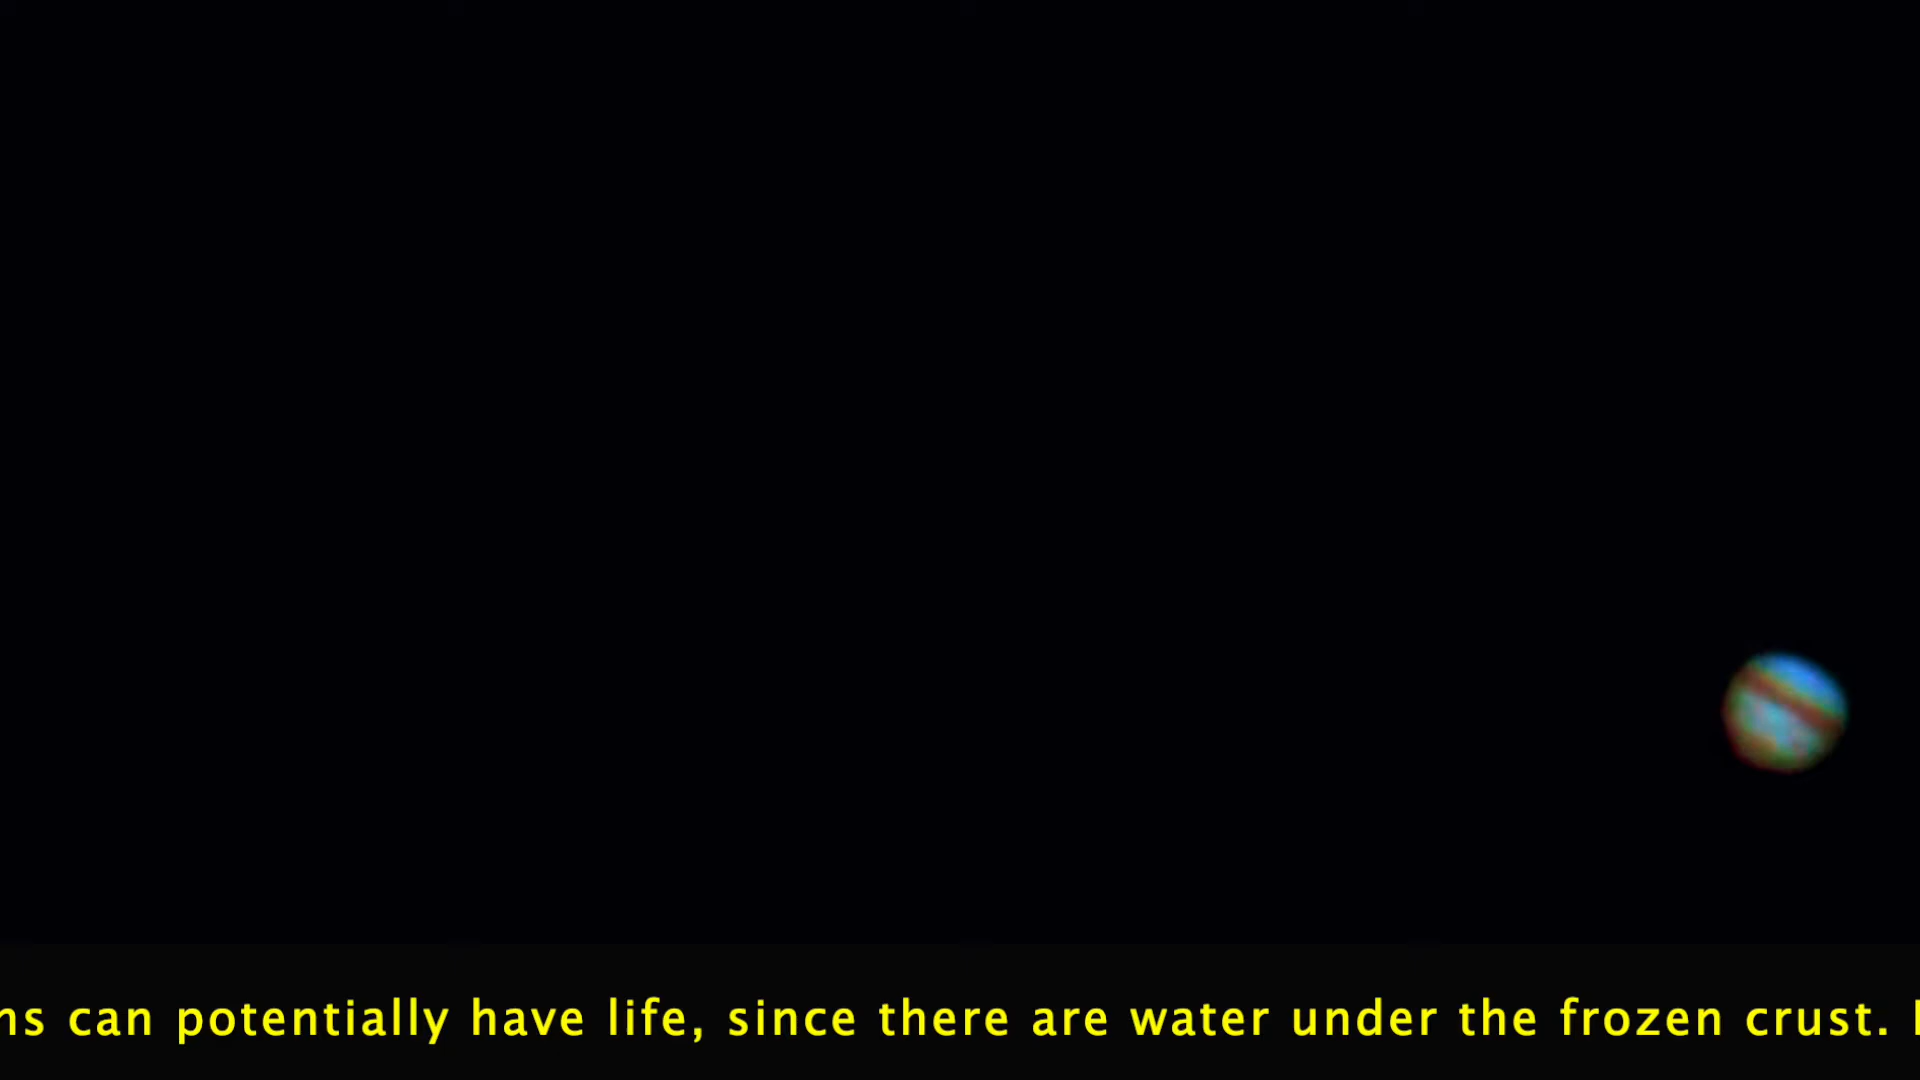 can potentially have life, since there are water under the frozen crust.